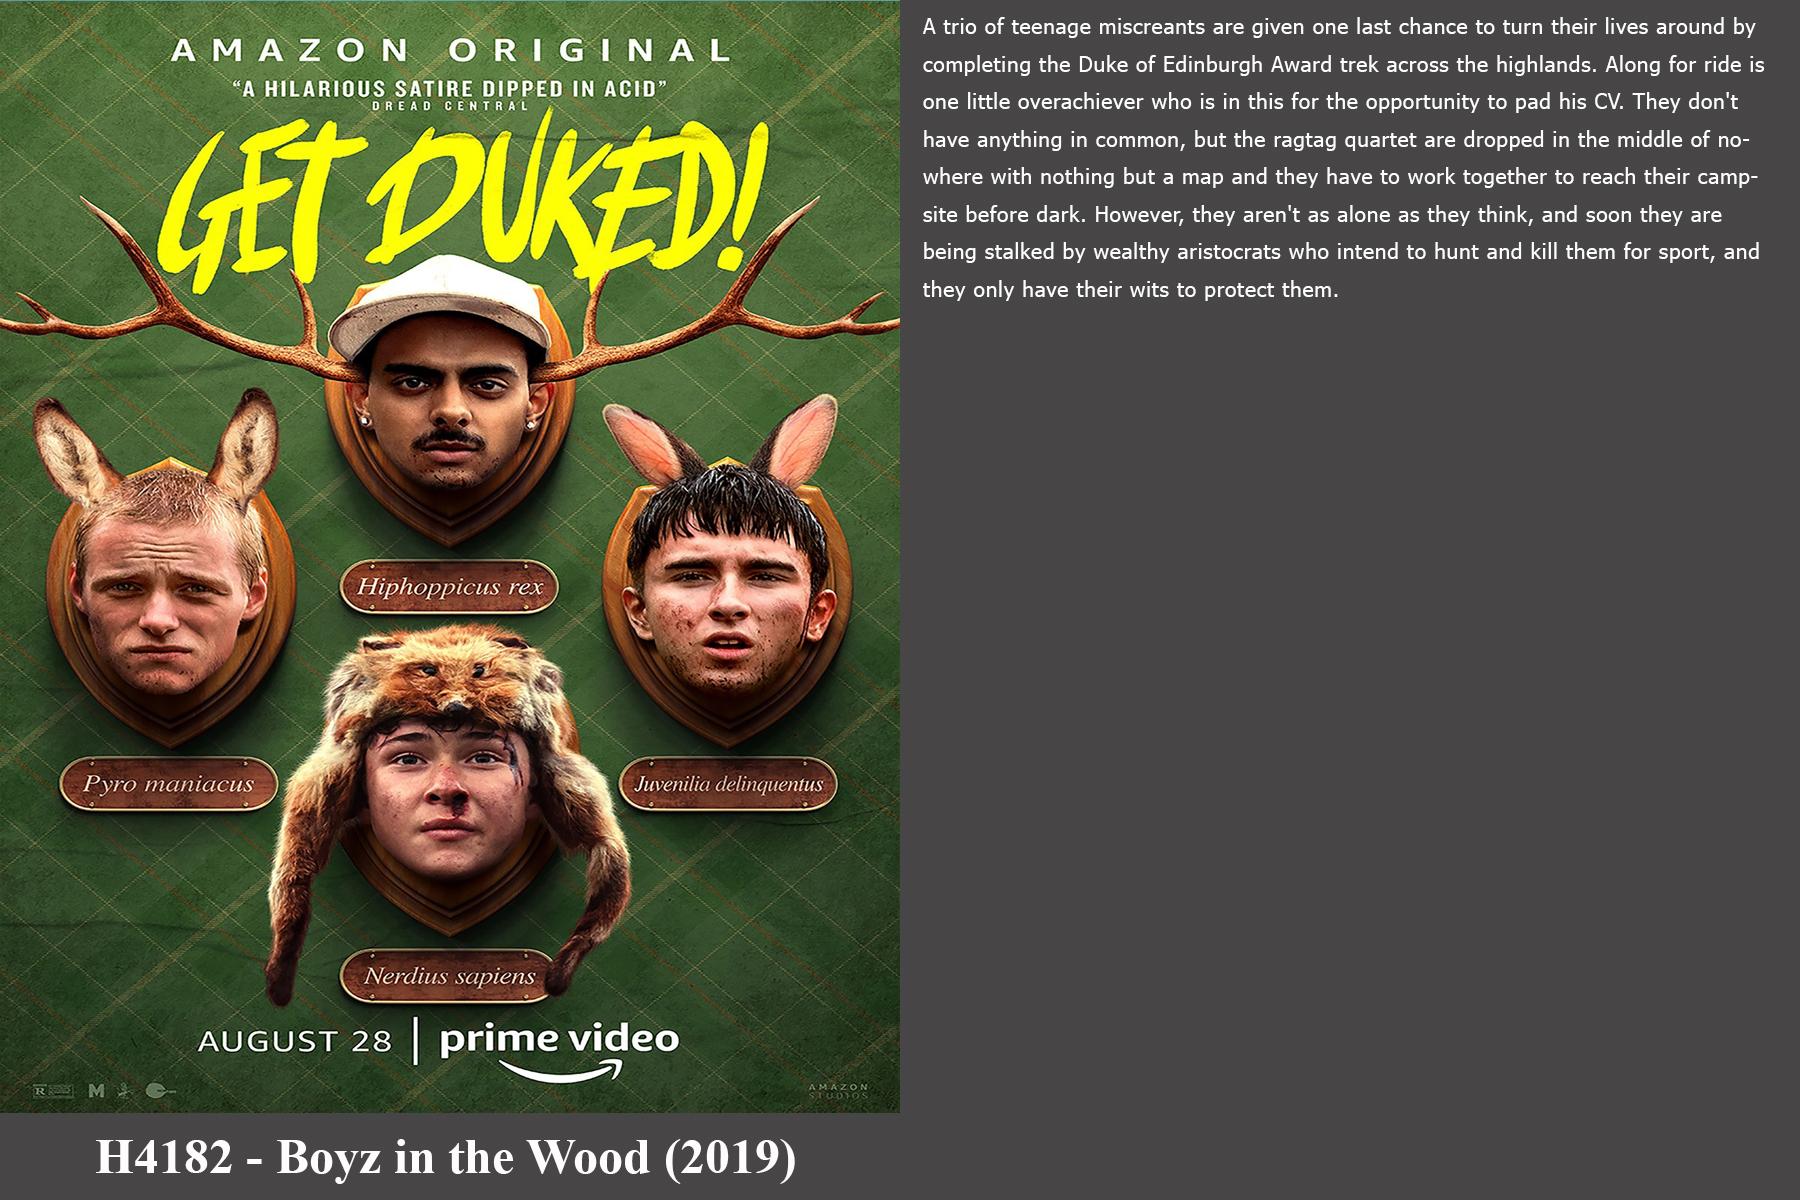 AMAZON ORIGINAL
“A HILARIOUS SATIRE DIPPED IN ACID”
DREAD CENTRAL
GET DUKED!
Hiphoppicus rex
Pyro maniacus
Juvenilia delinquentus
Nerdius sapiens
AUGUST 28 | prime video
R
M
AMAZON
STUDIOS
H4182 - Boyz in the Wood (2019)
A trio of teenage miscreants are given one last chance to turn their lives around by
completing the Duke of Edinburgh Award trek across the highlands. Along for ride is
one little overachiever who is in this for the opportunity to pad his CV. They don't
have anything in common, but the ragtag quartet are dropped in the middle of no-
where with nothing but a map and they have to work together to reach their camp-
site before dark. However, they aren't as alone as they think, and soon they are
being stalked by wealthy aristocrats who intend to hunt and kill them for sport, and
they only have their wits to protect them.